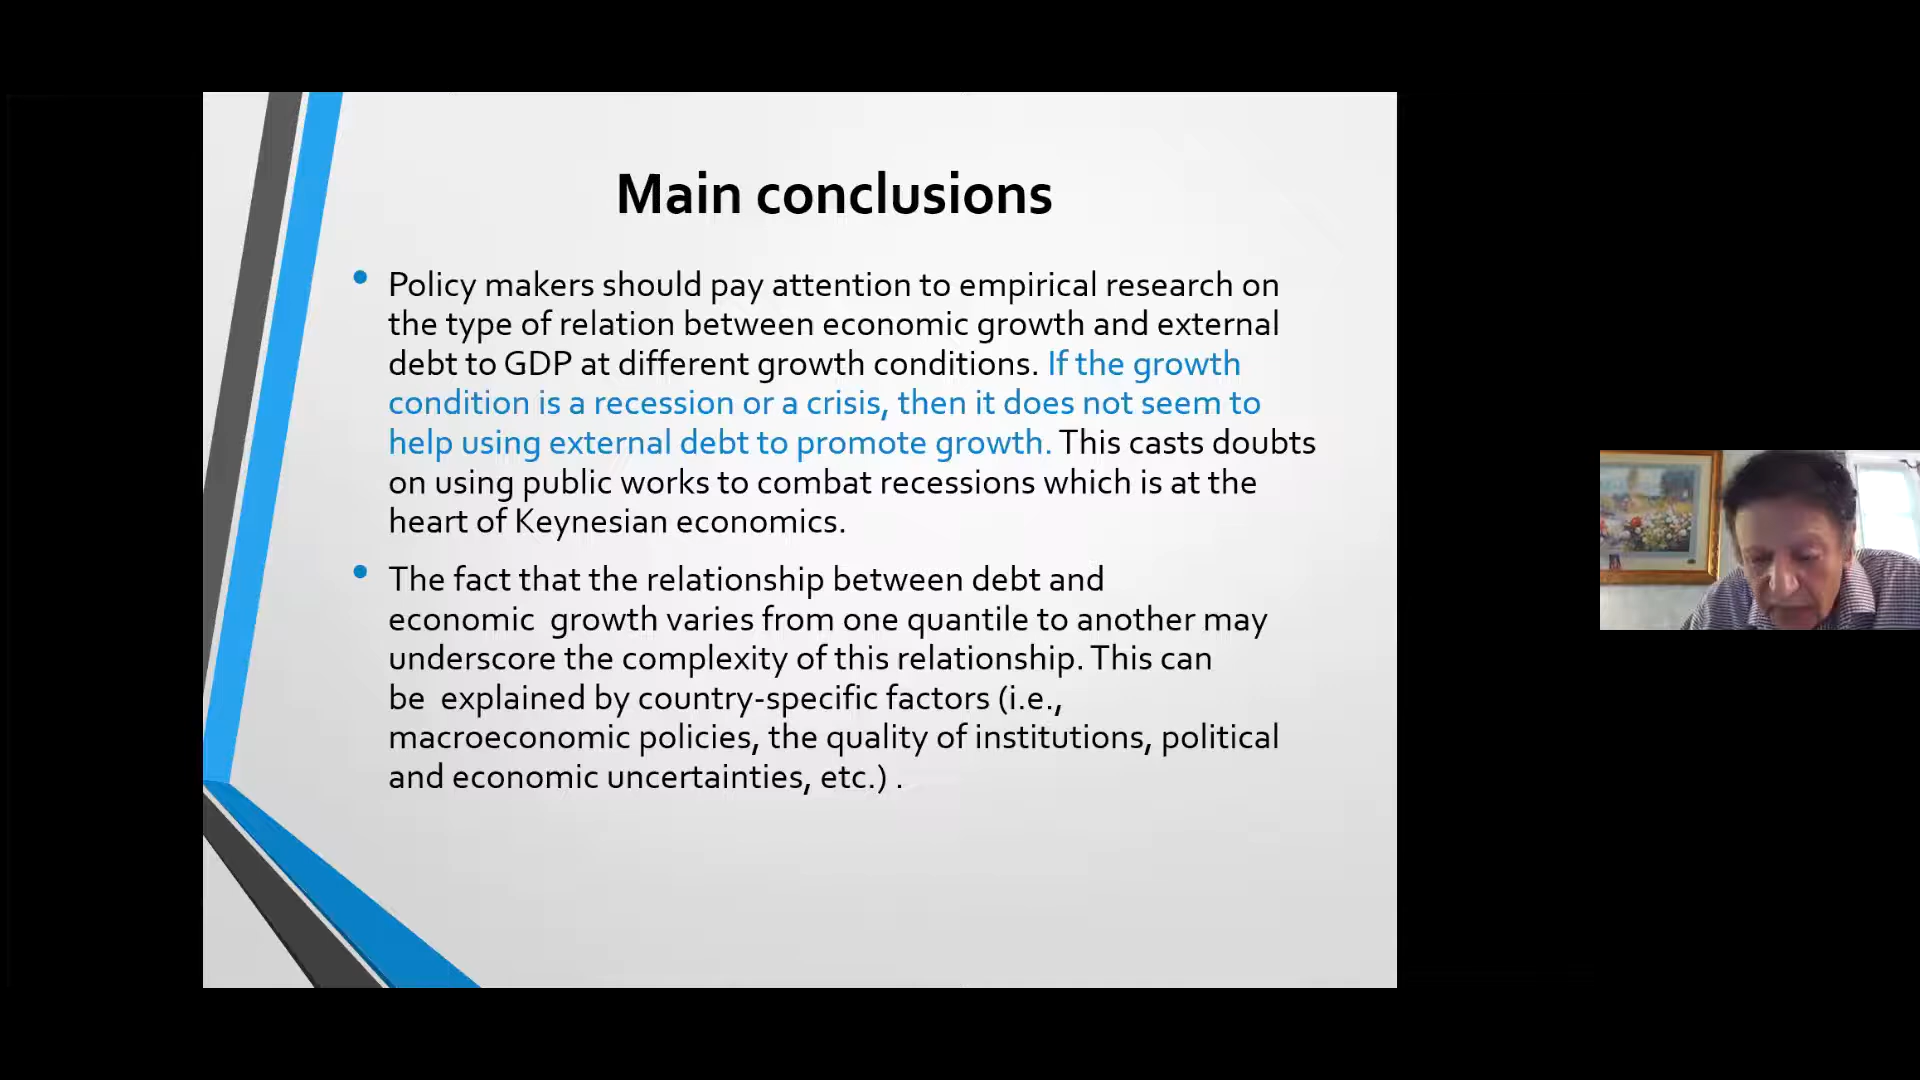 Main conclusions
Policy makers should pay attention to empirical research on
the type of relation between economic growth and external
debt to GDP at different growth conditions. If the growth
condition is a recession or a crisis, then it does not seem to
help using external debt to promote growth. This casts doubts
on using public works to combat recessions which is at the
heart of Keynesian economics.
The fact that the relationship between debt and
economic  growth varies from one quantile to another may
underscore the complexity of this relationship. This can
be  explained by country-specific factors (i.e.,
macroeconomic policies, the quality of institutions, political
and economic uncertainties, etc.) .